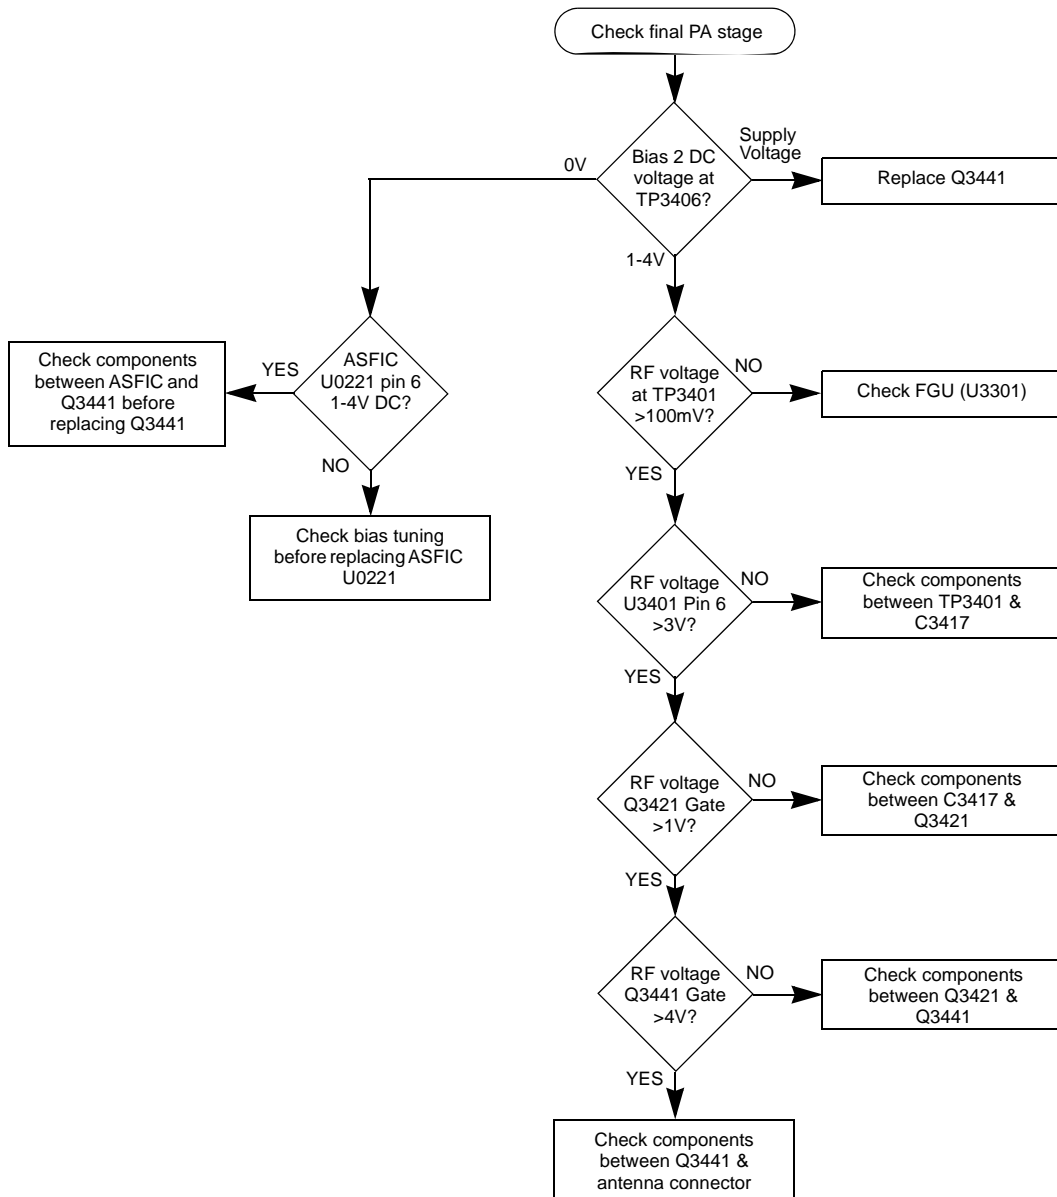 Check final PA stage
Bias 2 DC
voltage at
TP3406?
0V
Supply
Voltage
Replace Q3441
1-4V
ASFIC
U0221 pin 6
1-4V DC?
YES
Check components
between ASFIC and
Q3441 before
replacing Q3441
NO
Check bias tuning
before replacing ASFIC
U0221
RF voltage
at TP3401
>100mV?
NO
Check FGU (U3301)
YES
RF voltage
U3401 Pin 6
>3V?
NO
Check components
between TP3401 &
C3417
YES
RF voltage
Q3421 Gate
>1V?
NO
Check components
between C3417 &
Q3421
YES
RF voltage
Q3441 Gate
>4V?
NO
Check components
between Q3421 &
Q3441
YES
Check components
between Q3441 &
antenna connector